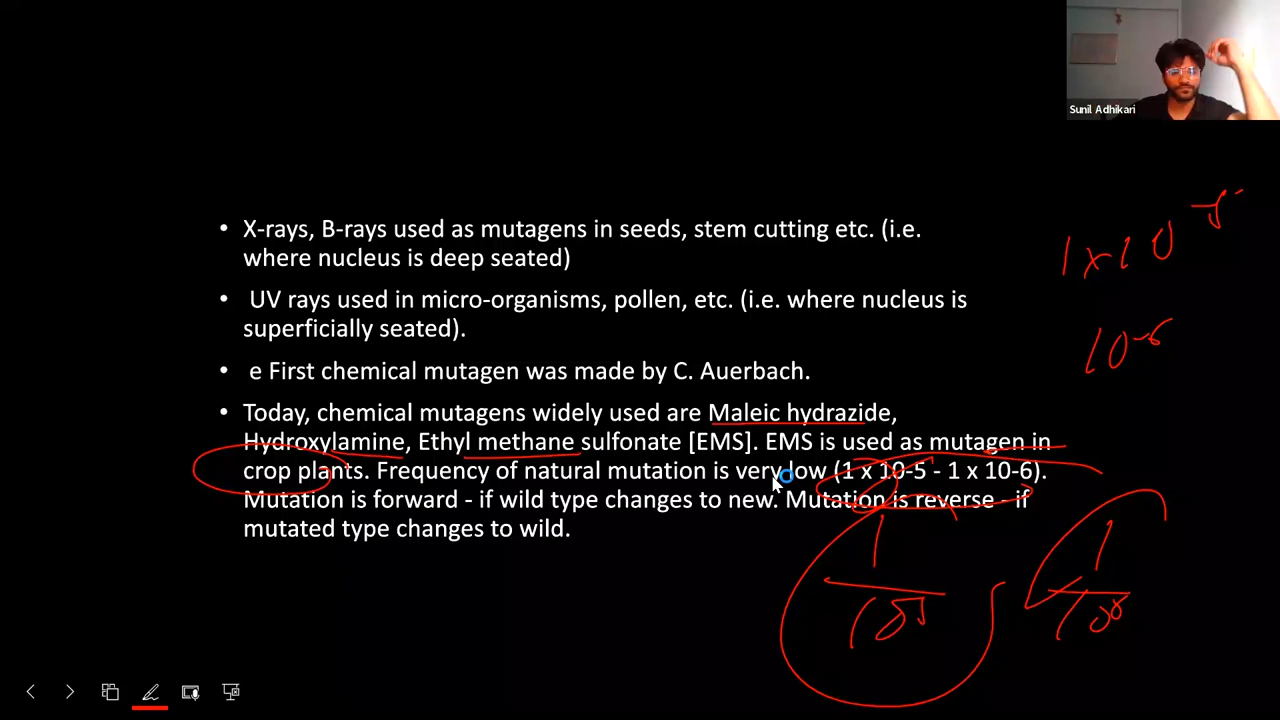 Sunil Adhikari
• X-rays, B-rays used as mutagens in seeds, stem cutting etc. (i.e.
where nucleus is deep seated)
• UV rays used in micro-organisms, pollen, etc. (i.e. where nucleus is
superficially seated).
• e First chemical mutagen was made by C. Auerbach.
• Today, chemical mutagens widely used are Maleic hydrazide,
Hydroxylamine, Ethyl methane sulfonate [EMS]. EMS is used as mutagen in
crop plants. Frequency of natural mutation is very low (1 x 10-5 - 1 x 10-6).
Mutation is forward - if wild type changes to new. Mutation is reverse - if
mutated type changes to wild.
10-6